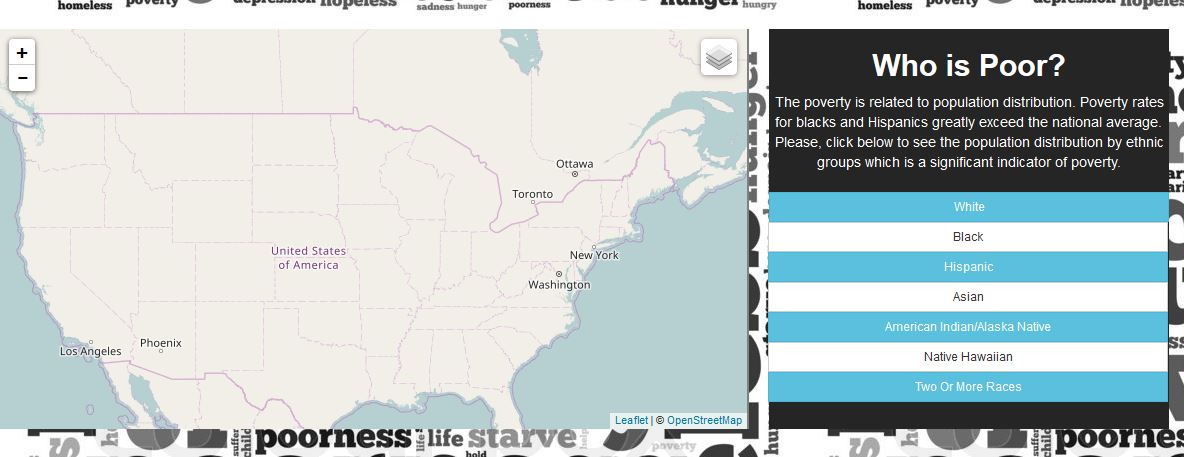 homeless
poverty
depression
hopeless
sadness hunger
poorness
hunger
hungry
homeless
poverty
depression
hopeless
+
−
Ottawa
Toronto
United States
of America
New York
Washington
Los Angeles
Phoenix
Leaflet | © OpenStreetMap
Who is Poor?
The poverty is related to population distribution. Poverty rates
for blacks and Hispanics greatly exceed the national average.
Please, click below to see the population distribution by ethnic
groups which is a significant indicator of poverty.
White
Black
Hispanic
Asian
American Indian/Alaska Native
Native Hawaiian
Two Or More Races
poorness
life
starve
hold
poverty
poorness